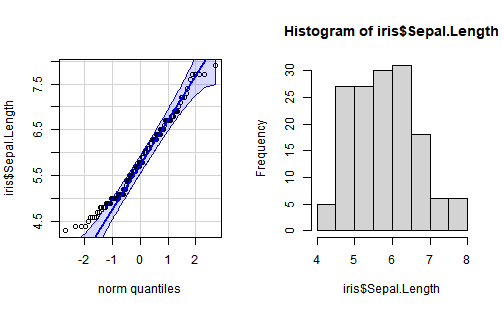 iris$Sepal.Length
7.5
6.5
5.5
4.5
-2 -1 0 1 2
norm quantiles
Histogram of iris$Sepal.Length
Frequency
30
25
20
15
10
5
0
4 5 6 7 8
iris$Sepal.Length